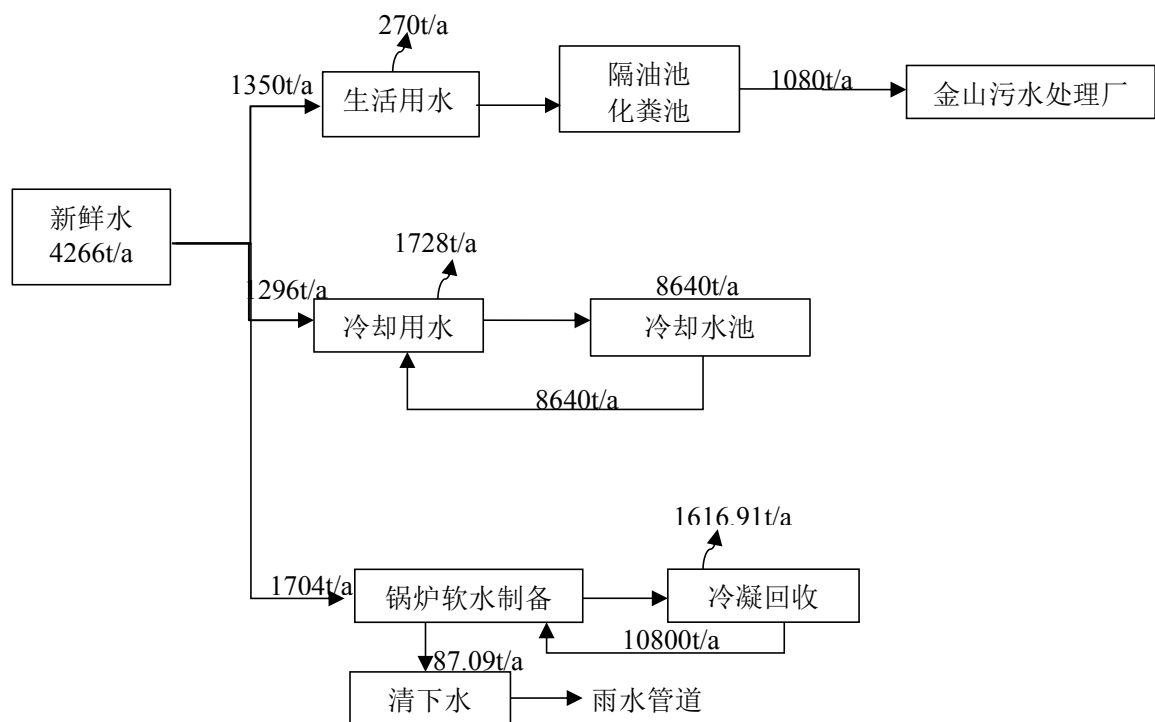 270t/a
1350t/a
生活用水
隔油池
化粪池
1080t/a
金山污水处理厂
新鲜水
4266t/a
1728t/a
1296t/a
冷却用水
8640t/a
冷却水池
8640t/a
1616.91t/a
1704t/a
锅炉软水制备
冷凝回收
10800t/a
87.09t/a
清下水
雨水管道